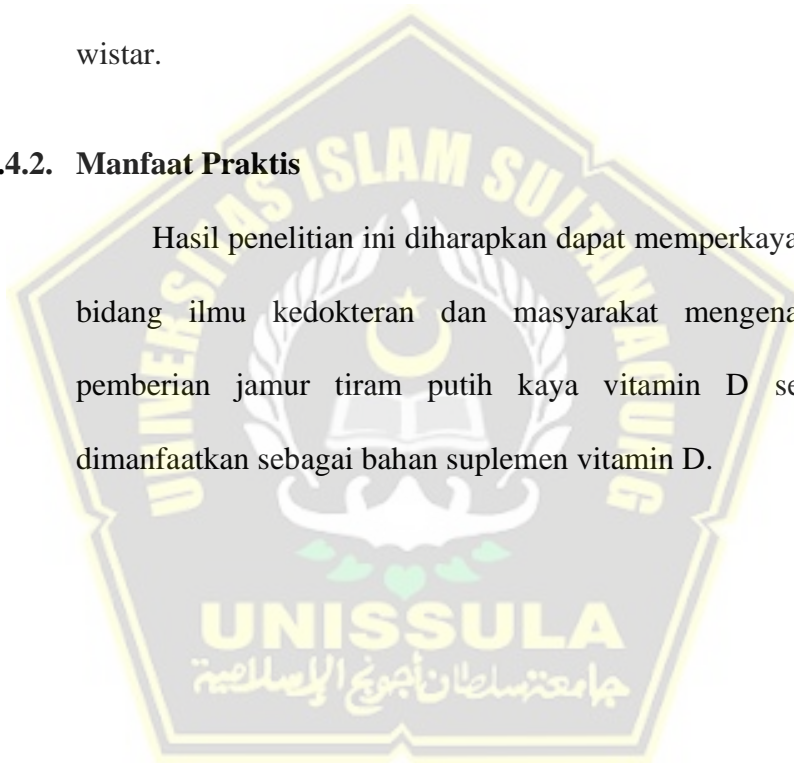 wistar.
.4.2. Manfaat Praktis
Hasil penelitian ini diharapkan dapat memperkaya
bidang ilmu kedokteran dan masyarakat mengena
pemberian jamur tiram putih kaya vitamin D se
dimanfaatkan sebagai bahan suplemen vitamin D.
UNIVERSITAS ISLAM SULTAN AGUNG
UNISSULA
جامعة سلطان أجونج الإسلامية